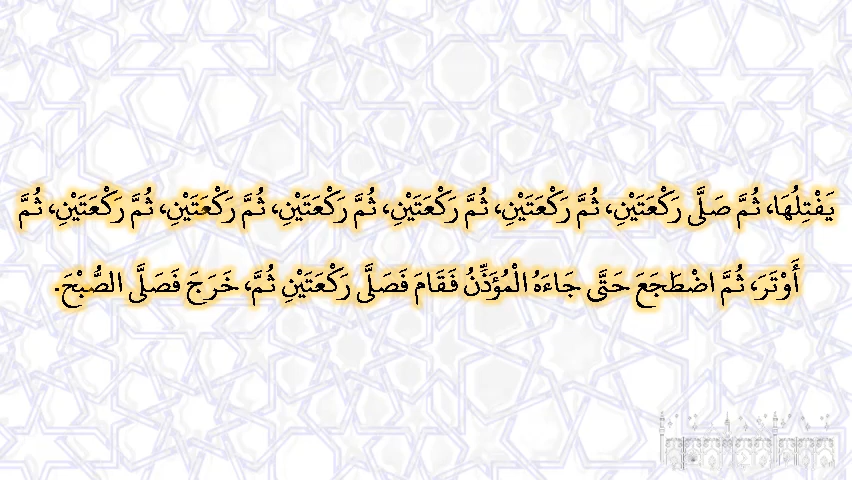 يَفْتِلُهَا، ثُمَّ صَلَّى رَكْعَتَيْنِ، ثُمَّ رَكْعَتَيْنِ، ثُمَّ رَكْعَتَيْنِ، ثُمَّ رَكْعَتَيْنِ، ثُمَّ رَكْعَتَيْنِ، ثُمَّ رَكْعَتَيْنِ، ثُمَّ
أَوْتَرَ، ثُمَّ اضْطَجَعَ حَتَّى جَاءَهُ الْمُؤَذِّنُ فَقَامَ فَصَلَّى رَكْعَتَيْنِ ثُمَّ، خَرَجَ فَصَلَّى الصُّبْحَ.